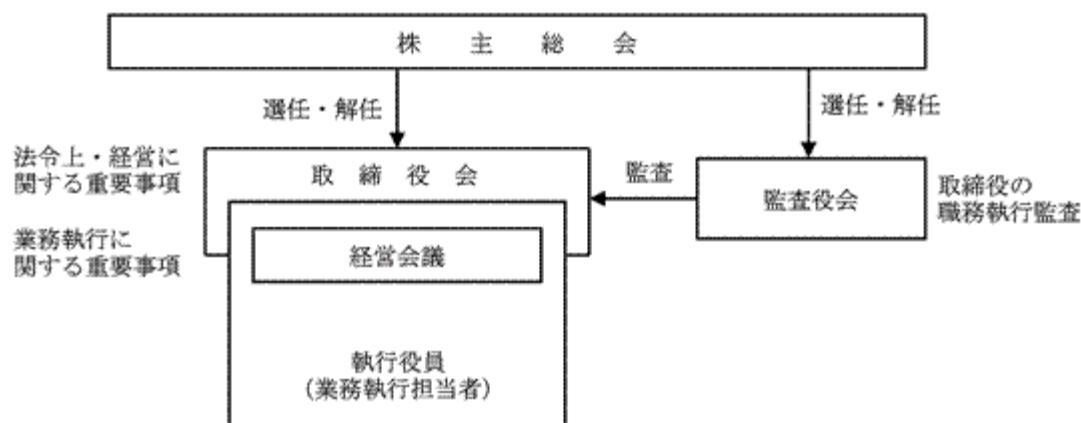 株主総会
選任・解任
選任・解任
法令上・経営に
関する重要事項
取締役会
監査
監査役会
取締役の
職務執行監査
業務執行に
関する重要事項
経営会議
執行役員
(業務執行担当者)